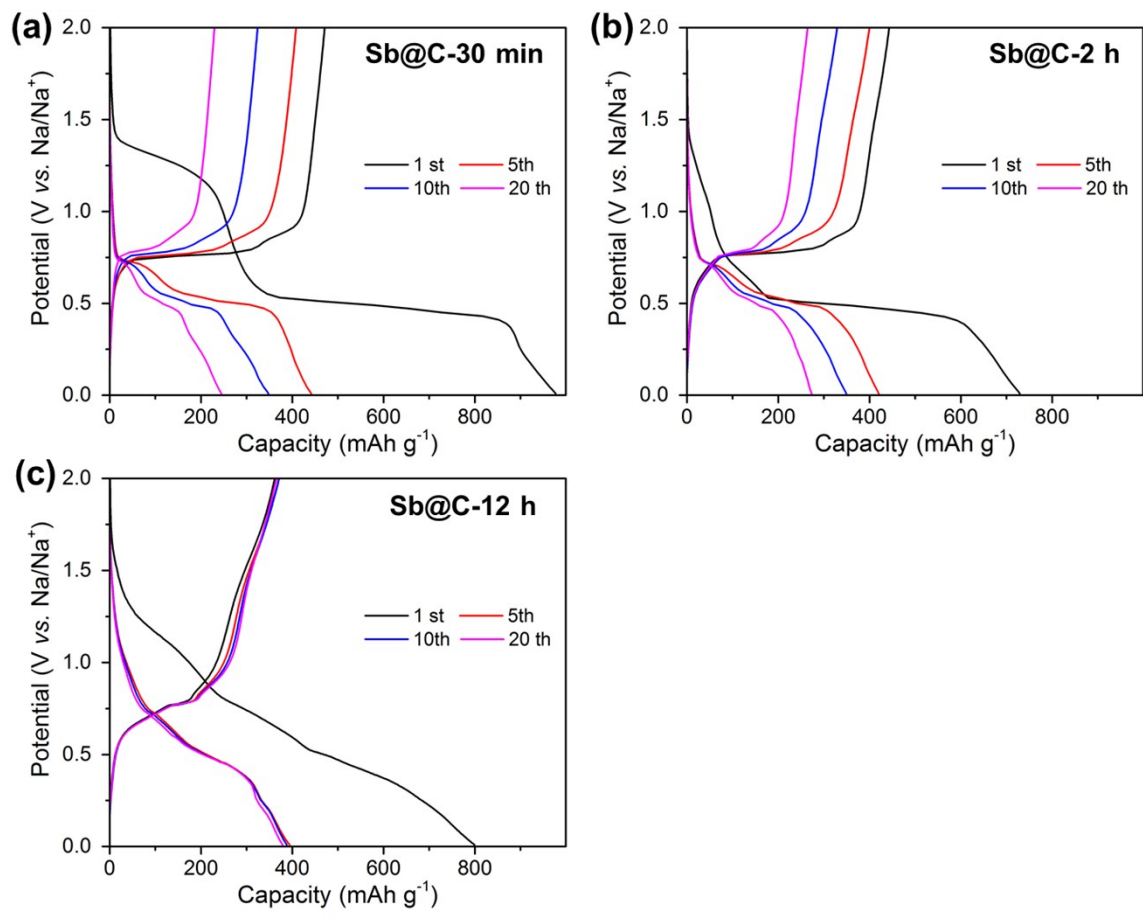 (a)
Sb@C-30 min
2.0
1.5
1.0
0.5
0.0
Potential (V vs. Na/Na⁺)
1 st 5th
10th 20 th
0 200 400 600 800
Capacity (mAh g⁻¹)
(b)
Sb@C-2 h
2.0
1.5
1.0
0.5
0.0
Potential (V vs. Na/Na⁺)
1 st 5th
10th 20 th
0 200 400 600 800
Capacity (mAh g⁻¹)
(c)
Sb@C-12 h
2.0
1.5
1.0
0.5
0.0
Potential (V vs. Na/Na⁺)
1 st 5th
10th 20 th
0 200 400 600 800
Capacity (mAh g⁻¹)